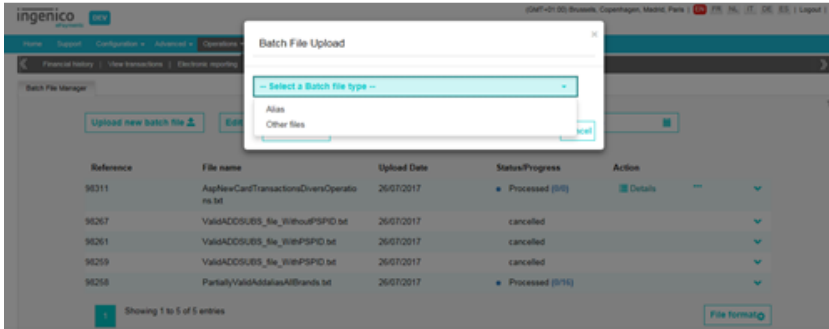 ingenico
DEV
(GMT+01:00) Brussels, Copenhagen, Madrid, Paris | EN FR NL IT DE ES | Logout |
Home Support Configuration Advanced Operations
Financial history | View transactions | Electronic reporting
Batch File Manager
Batch File Upload
×
-- Select a Batch file type --
Alias
Other files
Upload new batch file
Edit
cel
Reference File name Upload Date Status/Progress Action
98311 AspNewCardTransactionsDiversOperatio 26/07/2017 Processed (0/0) Details ...
ns.txt
98267 ValidADDSUBS_file_WithoutPSPID.txt 26/07/2017 cancelled
98261 ValidADDSUBS_file_WithPSPID.txt 26/07/2017 cancelled
98259 ValidADDSUBS_file_WithPSPID.txt 26/07/2017 cancelled
98258 PartiallyValidAddaliasAllBrands.txt 26/07/2017 Processed (0/16)
1 Showing 1 to 5 of 5 entries
File format